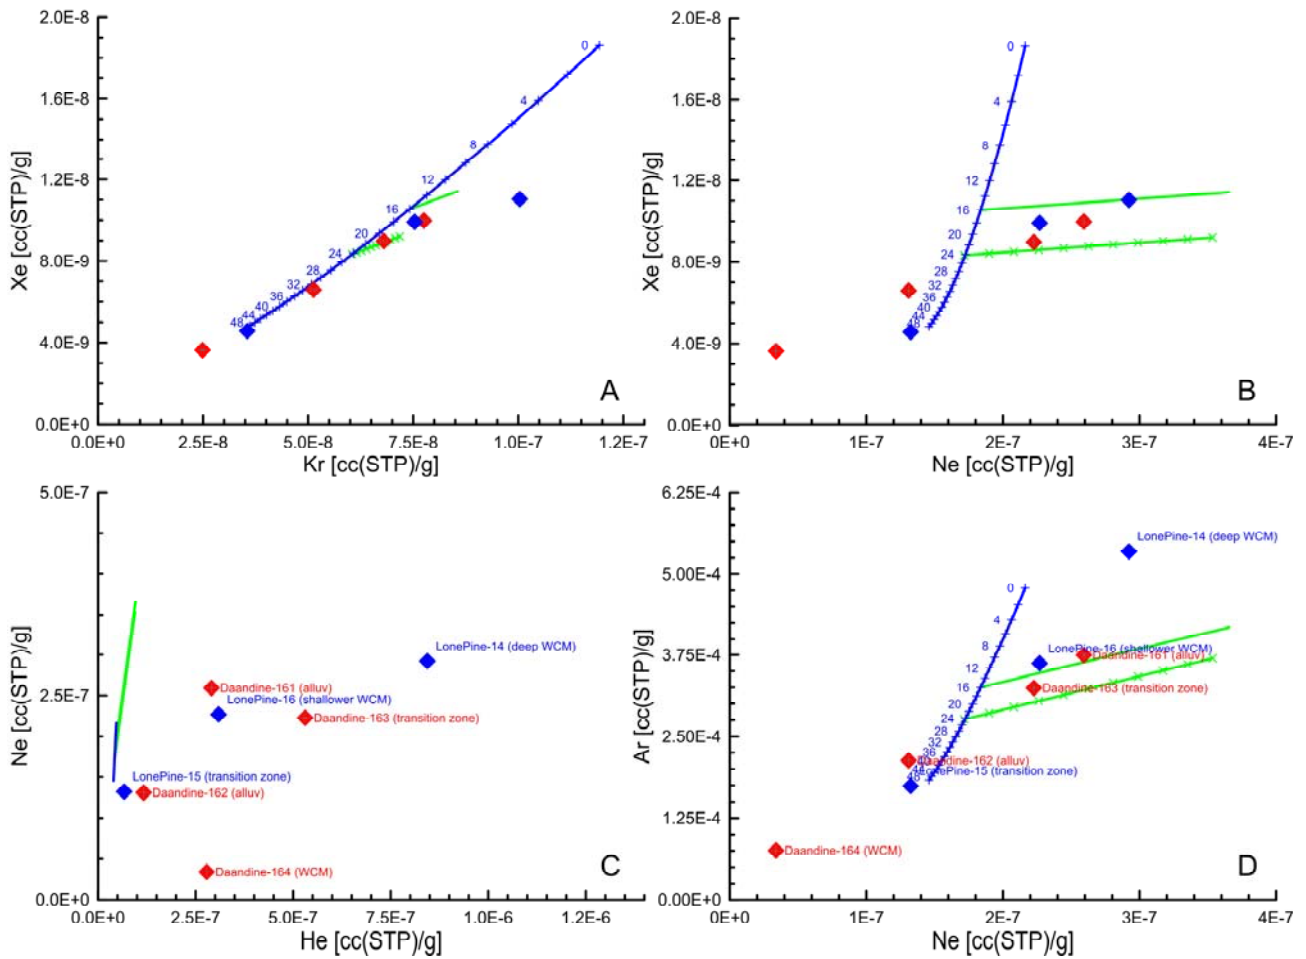 2.0E-8
1.6E-8
1.2E-8
8.0E-9
4.0E-9
0.0E+0
Xe [cc(STP)/g]
0
4
8
12
16
20
24
28
32
36
40
44
48
A
0.0E+0
2.5E-8
5.0E-8
7.5E-8
1.0E-7
1.2E-7
Kr [cc(STP)/g]
2.0E-8
1.6E-8
1.2E-8
8.0E-9
4.0E-9
0.0E+0
Xe [cc(STP)/g]
0
4
8
12
16
20
24
28
32
36
40
44
48
B
0E+0
1E-7
2E-7
3E-7
4E-7
Ne [cc(STP)/g]
5.0E-7
2.5E-7
0.0E+0
Ne [cc(STP)/g]
LonePine-14 (deep WCM)
Daandine-161 (alluv)
LonePine-16 (shallower WCM)
Daandine-163 (transition zone)
LonePine-15 (transition zone)
Daandine-162 (alluv)
Daandine-164 (WCM)
C
0.0E+0
2.5E-7
5.0E-7
7.5E-7
1.0E-6
1.2E-6
He [cc(STP)/g]
6.25E-4
5.00E-4
3.75E-4
2.50E-4
1.25E-4
0.00E+0
Ar [cc(STP)/g]
LonePine-14 (deep WCM)
0
4
8
LonePine-16 (shallower WCM)
Daandine-161 (alluv)
12
16
Daandine-163 (transition zone)
20
24
28
32
36
40
Daandine-162 (alluv)
44
LonePine-15 (transition zone)
48
Daandine-164 (WCM)
D
0E+0
1E-7
2E-7
3E-7
4E-7
Ne [cc(STP)/g]